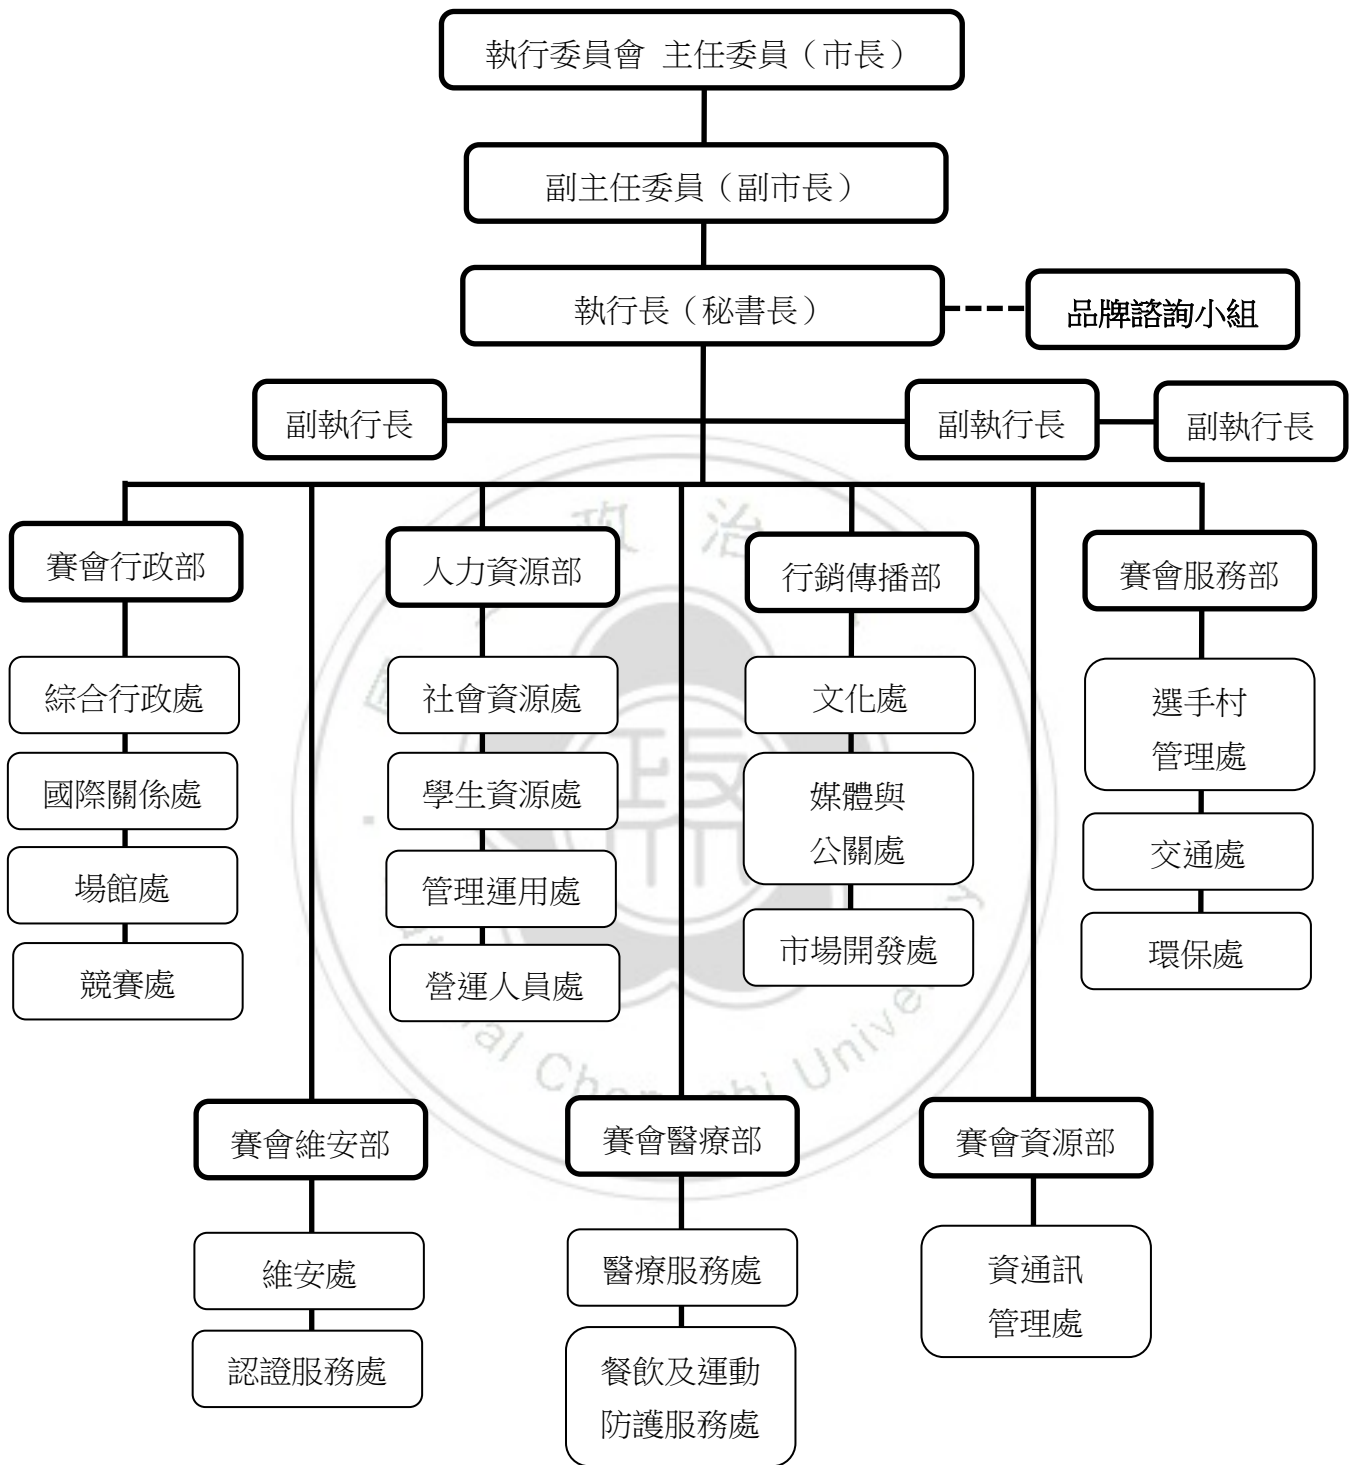 執行委員會 主任委員（市長）
副主任委員（副市長）
執行長（秘書長）
品牌諮詢小組
副執行長
副執行長
副執行長
賽會行政部
人力資源部
行銷傳播部
賽會服務部
綜合行政處
國際關係處
場館處
競賽處
社會資源處
學生資源處
管理運用處
營運人員處
文化處
媒體與
公關處
市場開發處
選手村
管理處
交通處
環保處
賽會維安部
賽會醫療部
賽會資源部
維安處
認證服務處
醫療服務處
餐飲及運動
防護服務處
資通訊
管理處
政 治